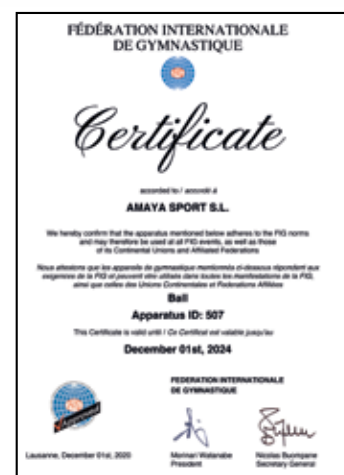 FÉDÉRATION INTERNATIONALE
DE GYMNASTIQUE
Certificate
accorded to / accordé à
AMAYA SPORT S.L.
We hereby confirm that the apparatus mentioned below adheres to the FIG norms
and may therefore be used at all FIG events, as well as those
of its Continental Unions and Affiliated Federations
Nous attestons que les appareils de gymnastique mentionnés ci-dessous répondent aux
exigences de la FIG et peuvent être utilisés dans toutes les manifestations de la FIG,
ainsi que celles des Unions Continentales et Fédérations Affiliées
Ball
Apparatus ID: 507
This Certificate is valid until / Ce Certificat est valable jusqu'au
December 01st, 2024
FEDERATION INTERNATIONALE
DE GYMNASTIQUE
Approved
Lausanne, December 01st, 2020
Morinari Watanabe
President
Nicolas Buompane
Secretary General